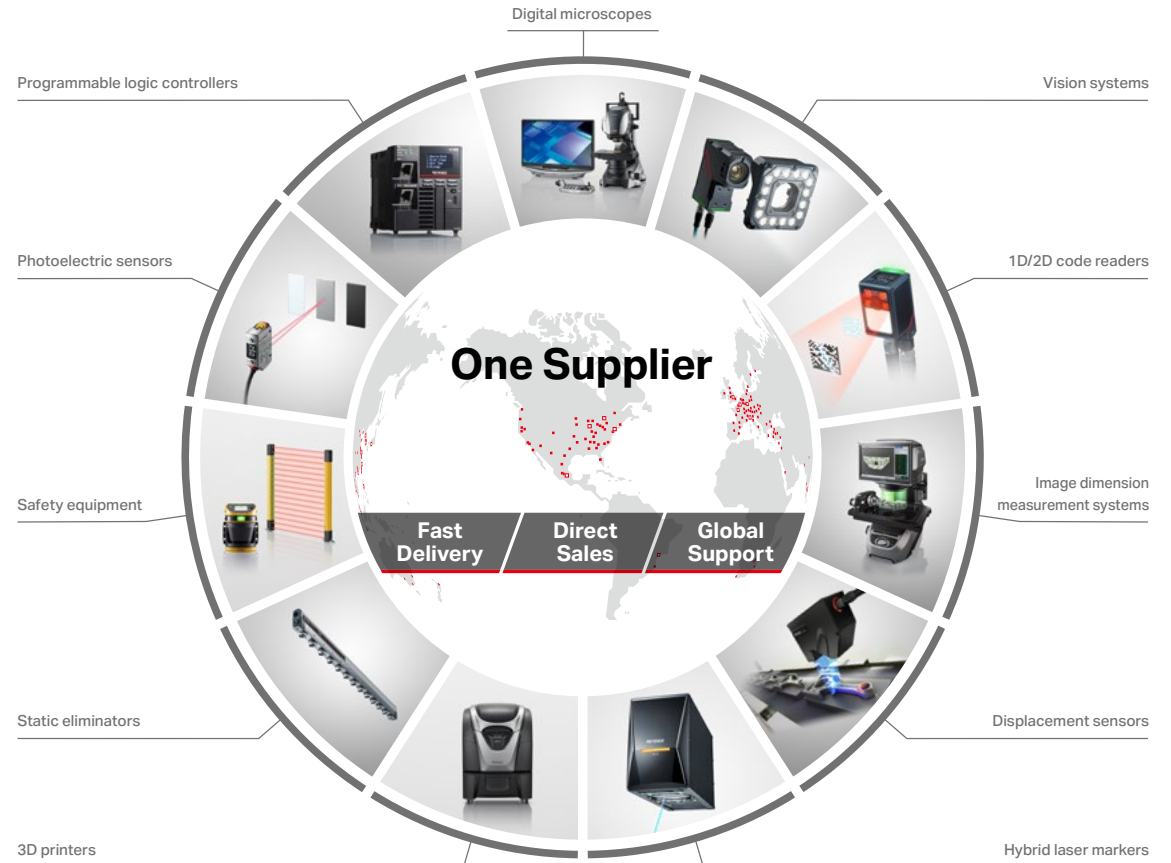 Digital microscopes
Programmable logic controllers
Vision systems
Photoelectric sensors
1D/2D code readers
One Supplier
Safety equipment
Image dimension
measurement systems
Fast
Delivery
Direct
Sales
Global
Support
Static eliminators
Displacement sensors
3D printers
Hybrid laser markers